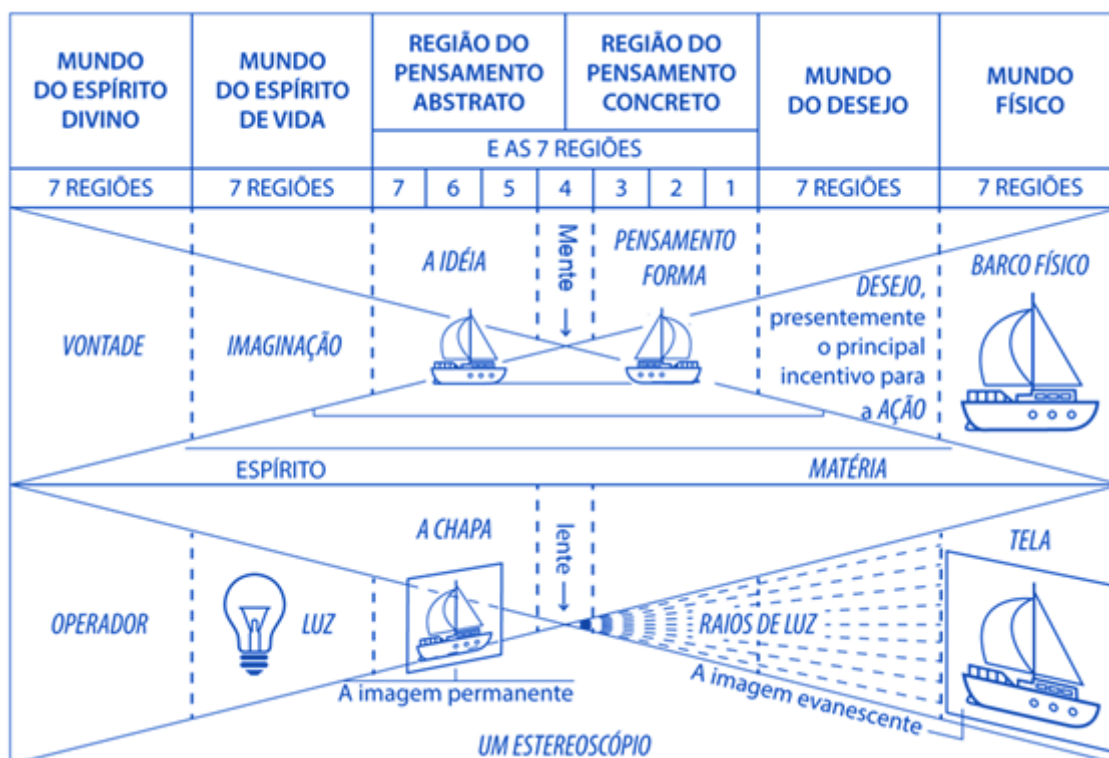 MUNDO
DO ESPÍRITO
DIVINO
MUNDO
DO ESPÍRITO
DE VIDA
REGIÃO DO
PENSAMENTO
ABSTRATO
REGIÃO DO
PENSAMENTO
CONCRETO
MUNDO
DO DESEJO
MUNDO
FÍSICO
E AS 7 REGIÕES
7 REGIÕES
7 REGIÕES
7
6
5
4
3
2
1
7 REGIÕES
7 REGIÕES
VONTADE
IMAGINAÇÃO
A IDÉIA
Mente
PENSAMENTO
FORMA
DESEJO,
presentemente
o principal
incentivo para
a AÇÃO
BARCO FÍSICO
ESPÍRITO
MATÉRIA
OPERADOR
LUZ
A CHAPA
lente
RAIOS DE LUZ
TELA
A imagem permanente
A imagem evanescente
UM ESTEREOSCÓPIO